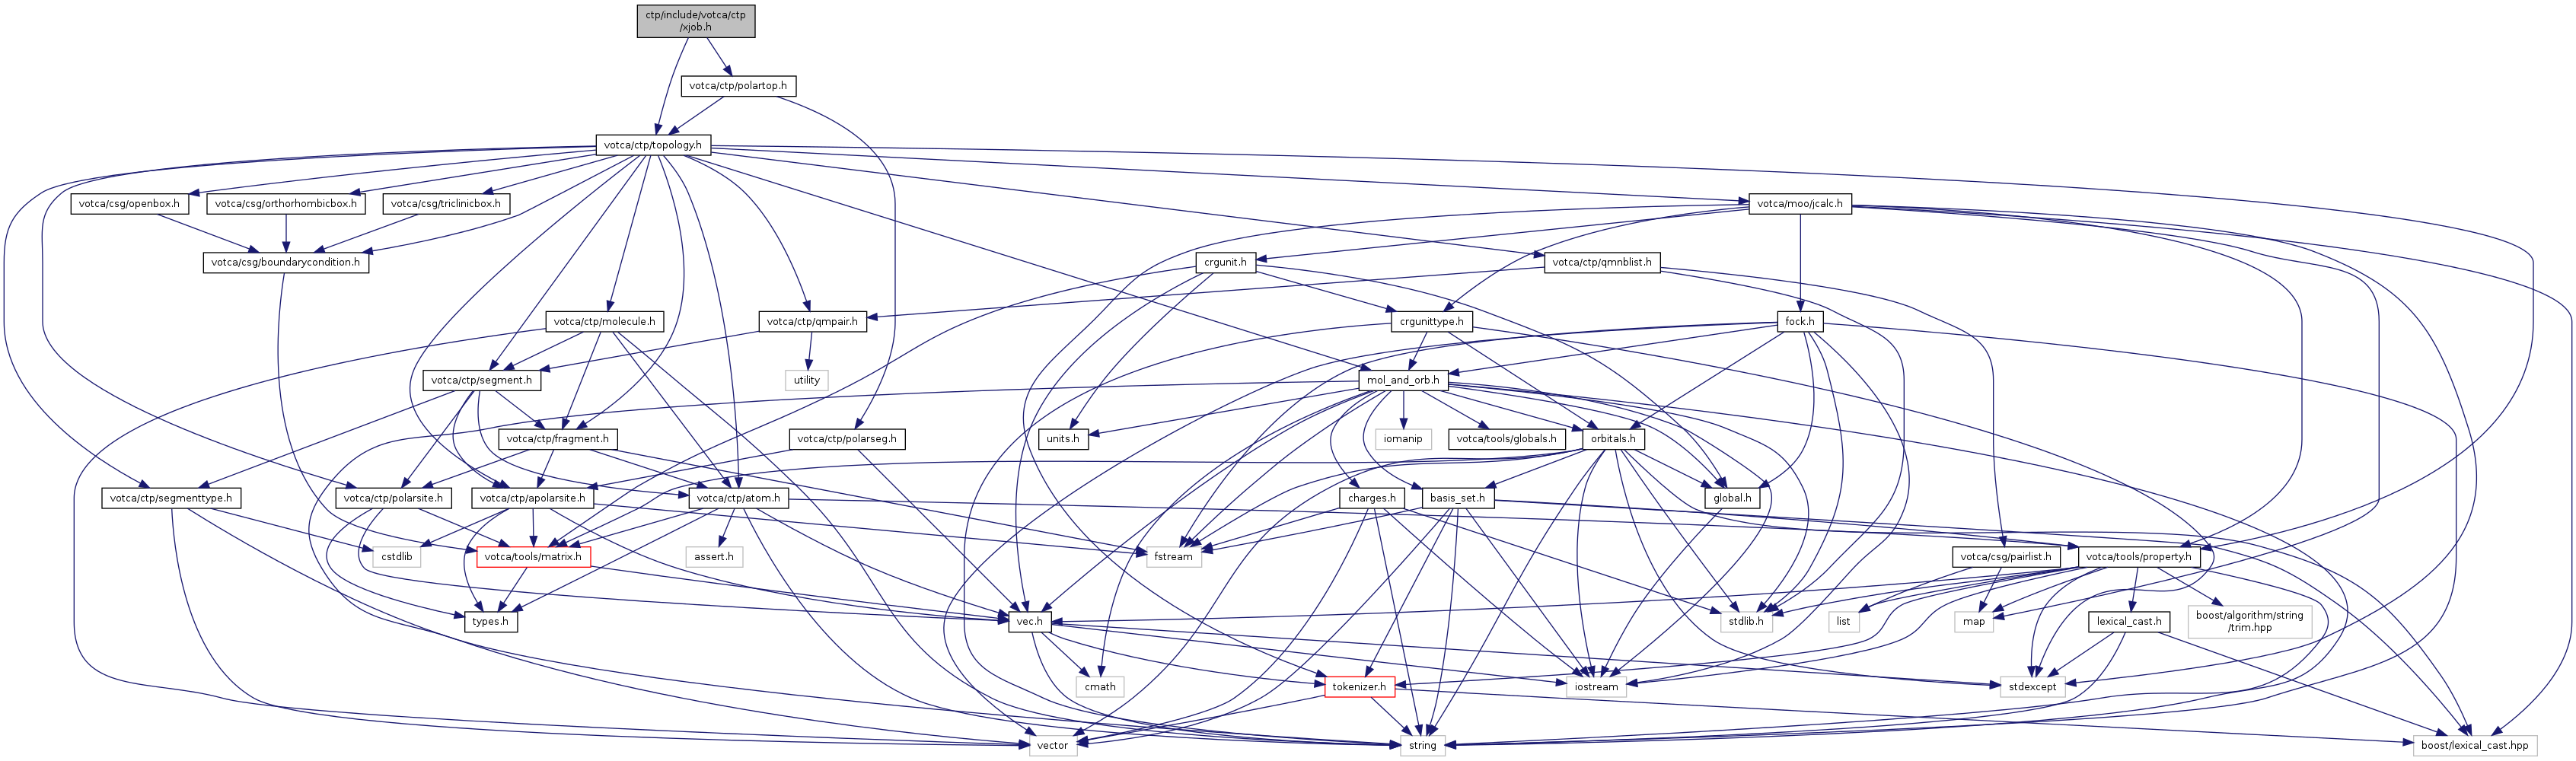 ctp/include/votca/ctp
/xjob.h
votca/ctp/polartop.h
votca/ctp/topology.h
votca/csg/openbox.h
votca/csg/orthorhombicbox.h
votca/csg/triclinicbox.h
votca/moo/jcalc.h
votca/csg/boundarycondition.h
crgunit.h
votca/ctp/qmnblist.h
votca/ctp/molecule.h
votca/ctp/qmpair.h
crgunittype.h
fock.h
votca/ctp/segment.h
utility
mol_and_orb.h
votca/ctp/fragment.h
votca/ctp/polarseg.h
units.h
iomanip
votca/tools/globals.h
orbitals.h
votca/ctp/segmenttype.h
votca/ctp/polarsite.h
votca/ctp/apolarsite.h
votca/ctp/atom.h
charges.h
basis_set.h
global.h
cstdlib
votca/tools/matrix.h
assert.h
fstream
votca/csg/pairlist.h
votca/tools/property.h
types.h
vec.h
stdlib.h
list
map
lexical_cast.h
boost/algorithm/string
/trim.hpp
cmath
tokenizer.h
iostream
stdexcept
vector
string
boost/lexical_cast.hpp